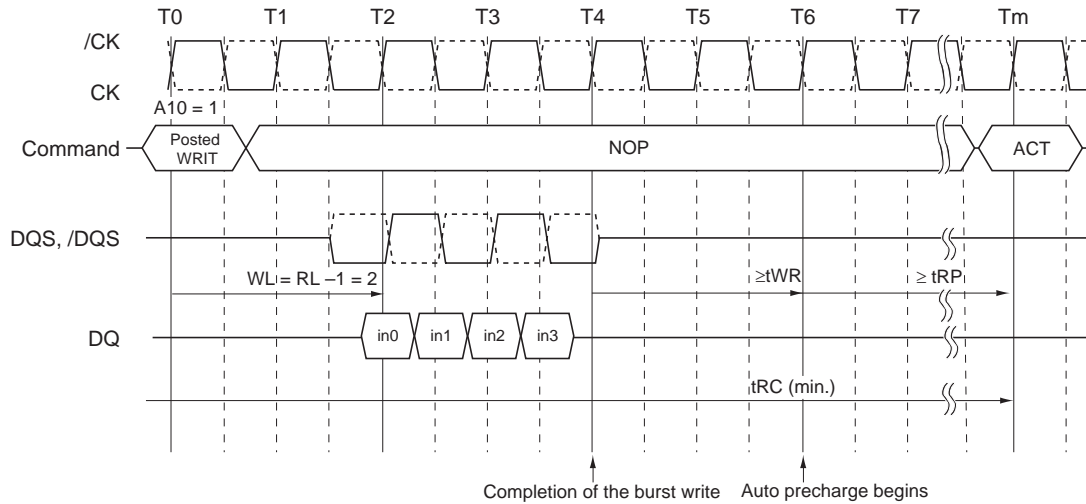 T0 T1 T2 T3 T4 T5 T6 T7 Tm
/CK
CK
A10 = 1
Command
Posted
WRIT
NOP
ACT
DQS, /DQS
WL = RL –1 = 2
≥tWR
≥ tRP
DQ
in0 in1 in2 in3
tRC (min.)
Completion of the burst write
Auto precharge begins